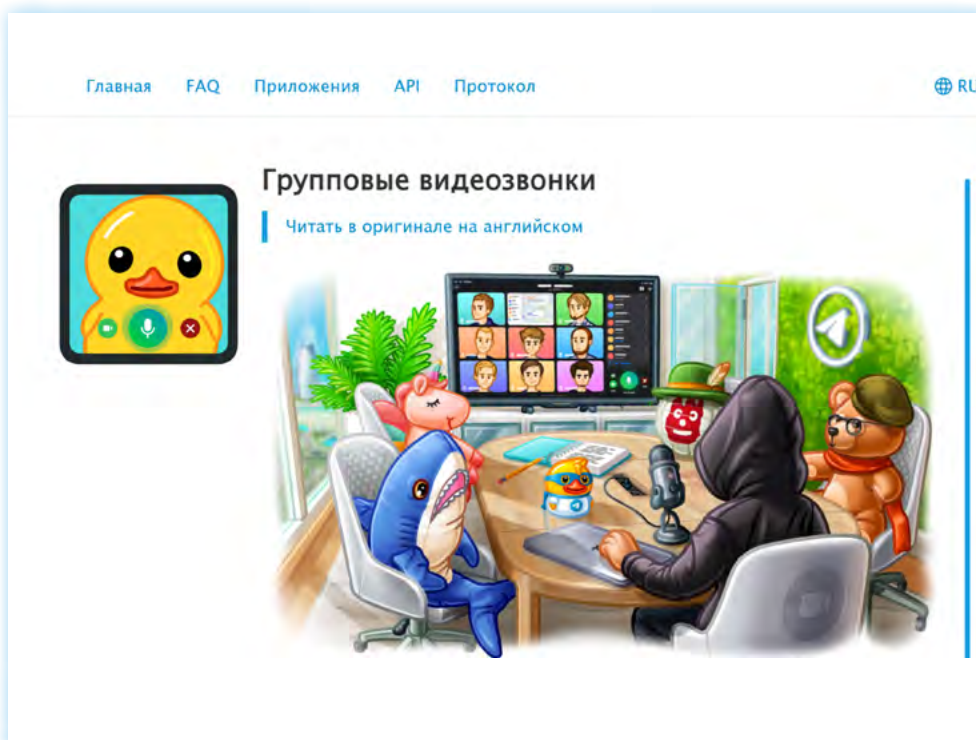 Главная FAQ Приложения API Протокол RU
Групповые видеозвонки
Читать в оригинале на английском